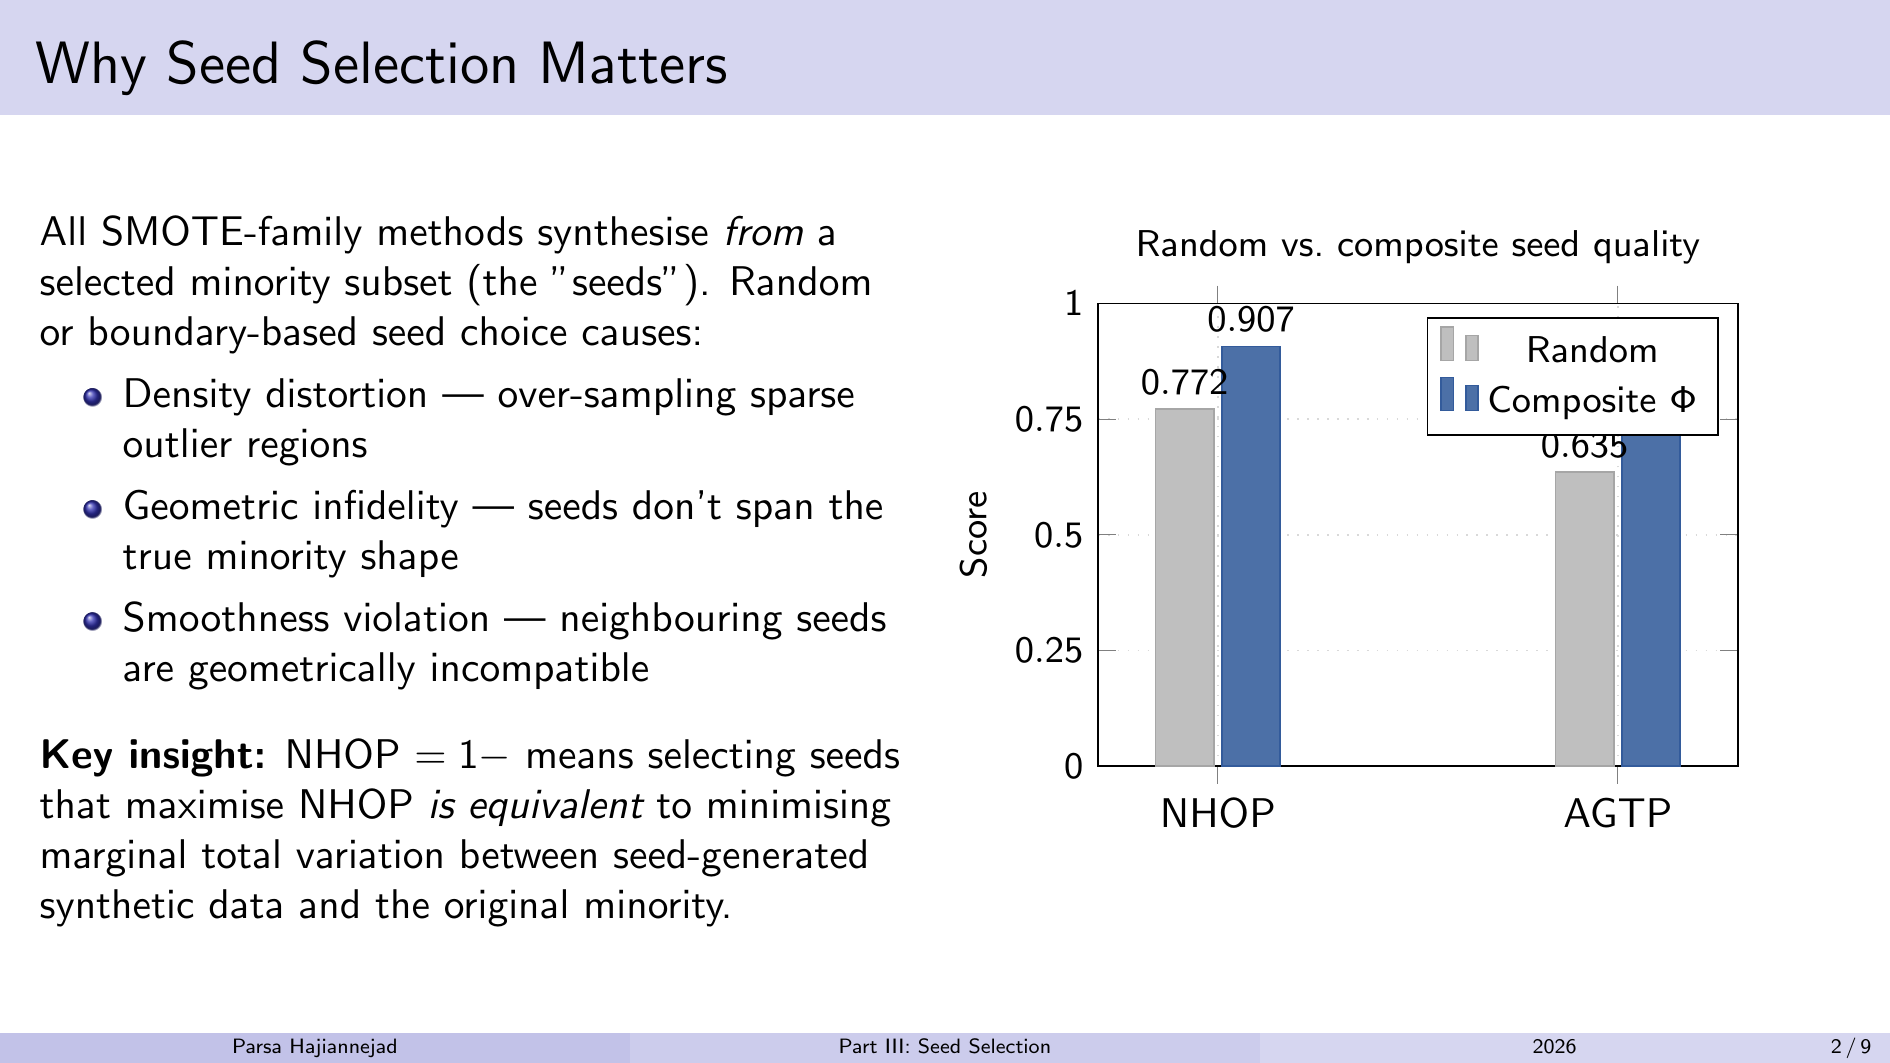 Why Seed Selection Matters
All SMOTE-family methods synthesise from a
selected minority subset (the ”seeds”). Random
or boundary-based seed choice causes:
Density distortion — over-sampling sparse
outlier regions
Geometric infidelity — seeds don’t span the
true minority shape
Smoothness violation — neighbouring seeds
are geometrically incompatible
Key insight: NHOP = 1− means selecting seeds
that maximise NHOP is equivalent to minimising
marginal total variation between seed-generated
synthetic data and the original minority.
Random vs. composite seed quality
1
0.75
0.5
0.25
0
Score
0.772
0.907
0.635
Random
Composite Φ
NHOP
AGTP
Parsa Hajiannejad
Part III: Seed Selection
2026
2 / 9